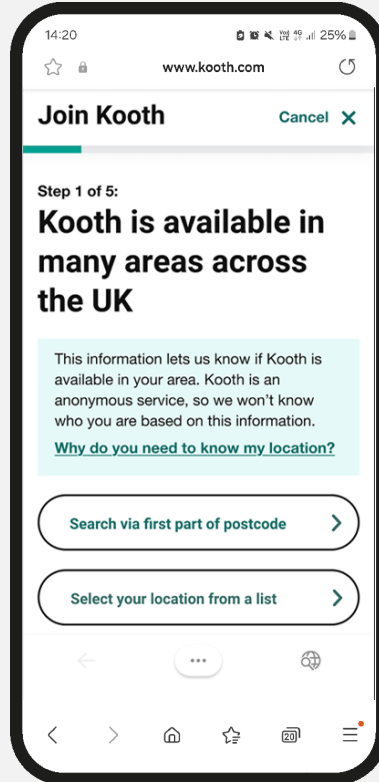 14:20 25%
www.kooth.com
Join Kooth Cancel
Step 1 of 5:
Kooth is available in
many areas across
the UK
This information lets us know if Kooth is
available in your area. Kooth is an
anonymous service, so we won't know
who you are based on this information.
Why do you need to know my location?
Search via first part of postcode
Select your location from a list
20